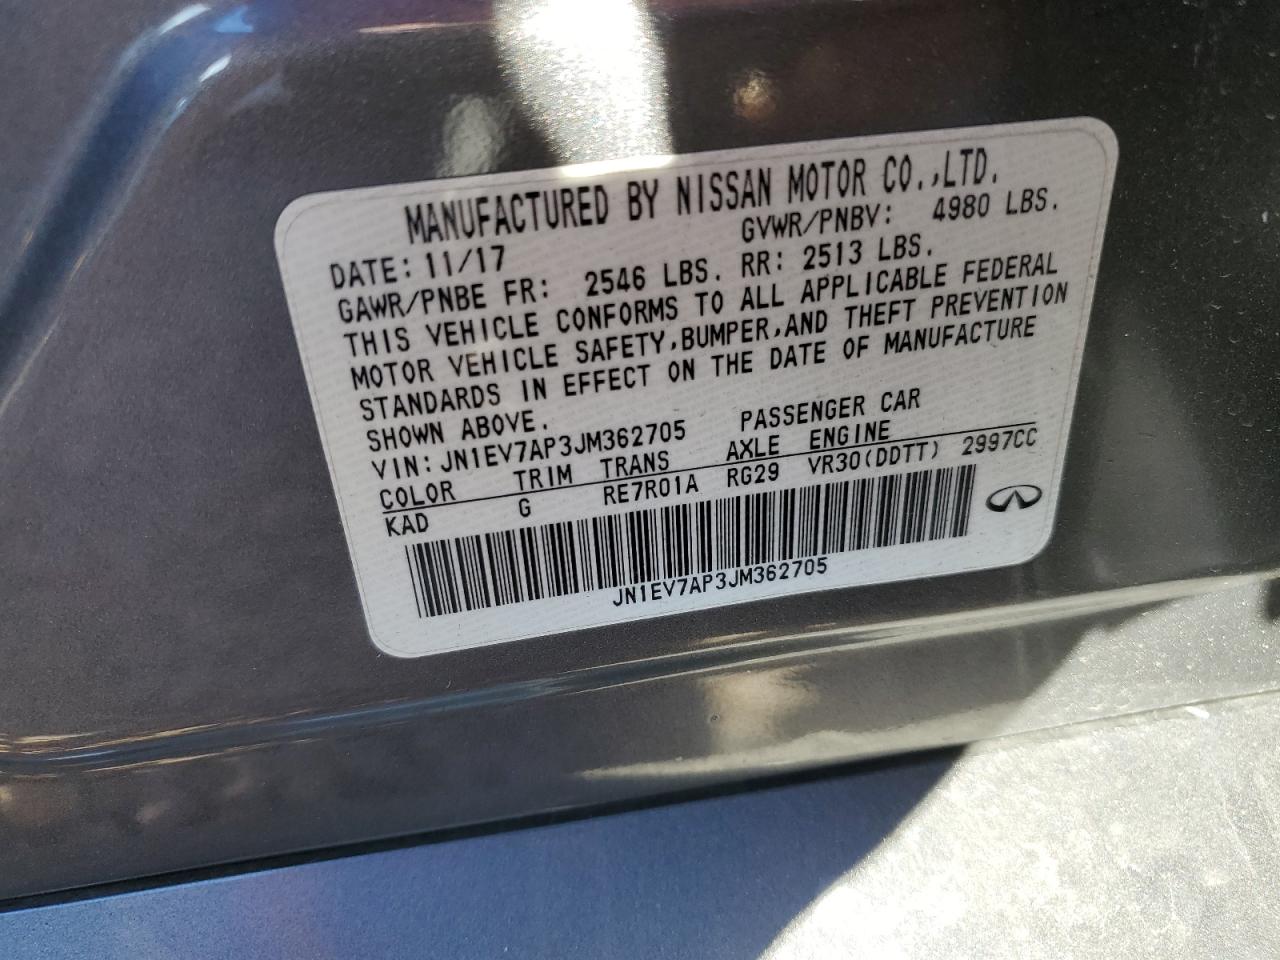 MANUFACTURED BY NISSAN MOTOR CO.,LTD.
DATE: 11/17 GVWR/PNBV: 4980 LBS.
GAWR/PNBE FR: 2546 LBS. RR: 2513 LBS.
THIS VEHICLE CONFORMS TO ALL APPLICABLE FEDERAL
MOTOR VEHICLE SAFETY,BUMPER,AND THEFT PREVENTION
STANDARDS IN EFFECT ON THE DATE OF MANUFACTURE
SHOWN ABOVE.
VIN: JN1EV7AP3JM362705 PASSENGER CAR
COLOR TRIM TRANS AXLE ENGINE
KAD G RE7R01A RG29 VR30(DDTT) 2997CC
JN1EV7AP3JM362705